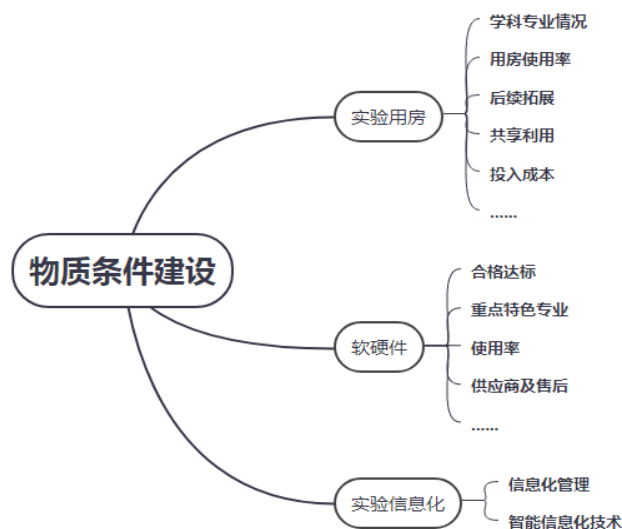 物质条件建设
实验用房
学科专业情况
用房使用率
后续拓展
共享利用
投入成本
......
软硬件
合格达标
重点特色专业
使用率
供应商及售后
......
实验信息化
信息化管理
智能信息化技术